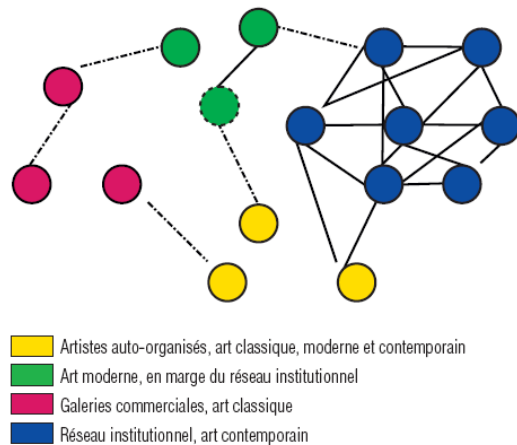 Artistes auto-organisés, art classique, moderne et contemporain
Art moderne, en marge du réseau institutionnel
Galeries commerciales, art classique
Réseau institutionnel, art contemporain